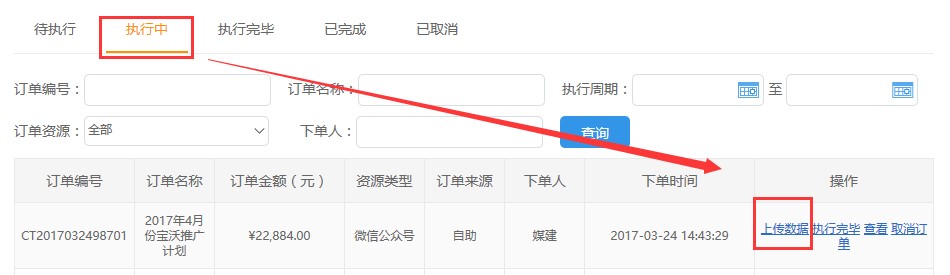 待执行 执行中 执行完毕 已完成 已取消
订单编号： 订单名称： 执行周期： 至
订单资源： 全部 下单人： 查询
订单编号 订单名称 订单金额（元） 资源类型 订单来源 下单人 下单时间 操作
CT2017032498701 2017年4月份宝沃推广计划 ¥22,884.00 微信公众号 自助 媒建 2017-03-24 14:43:29 上传数据 执行完毕 查看 取消订单